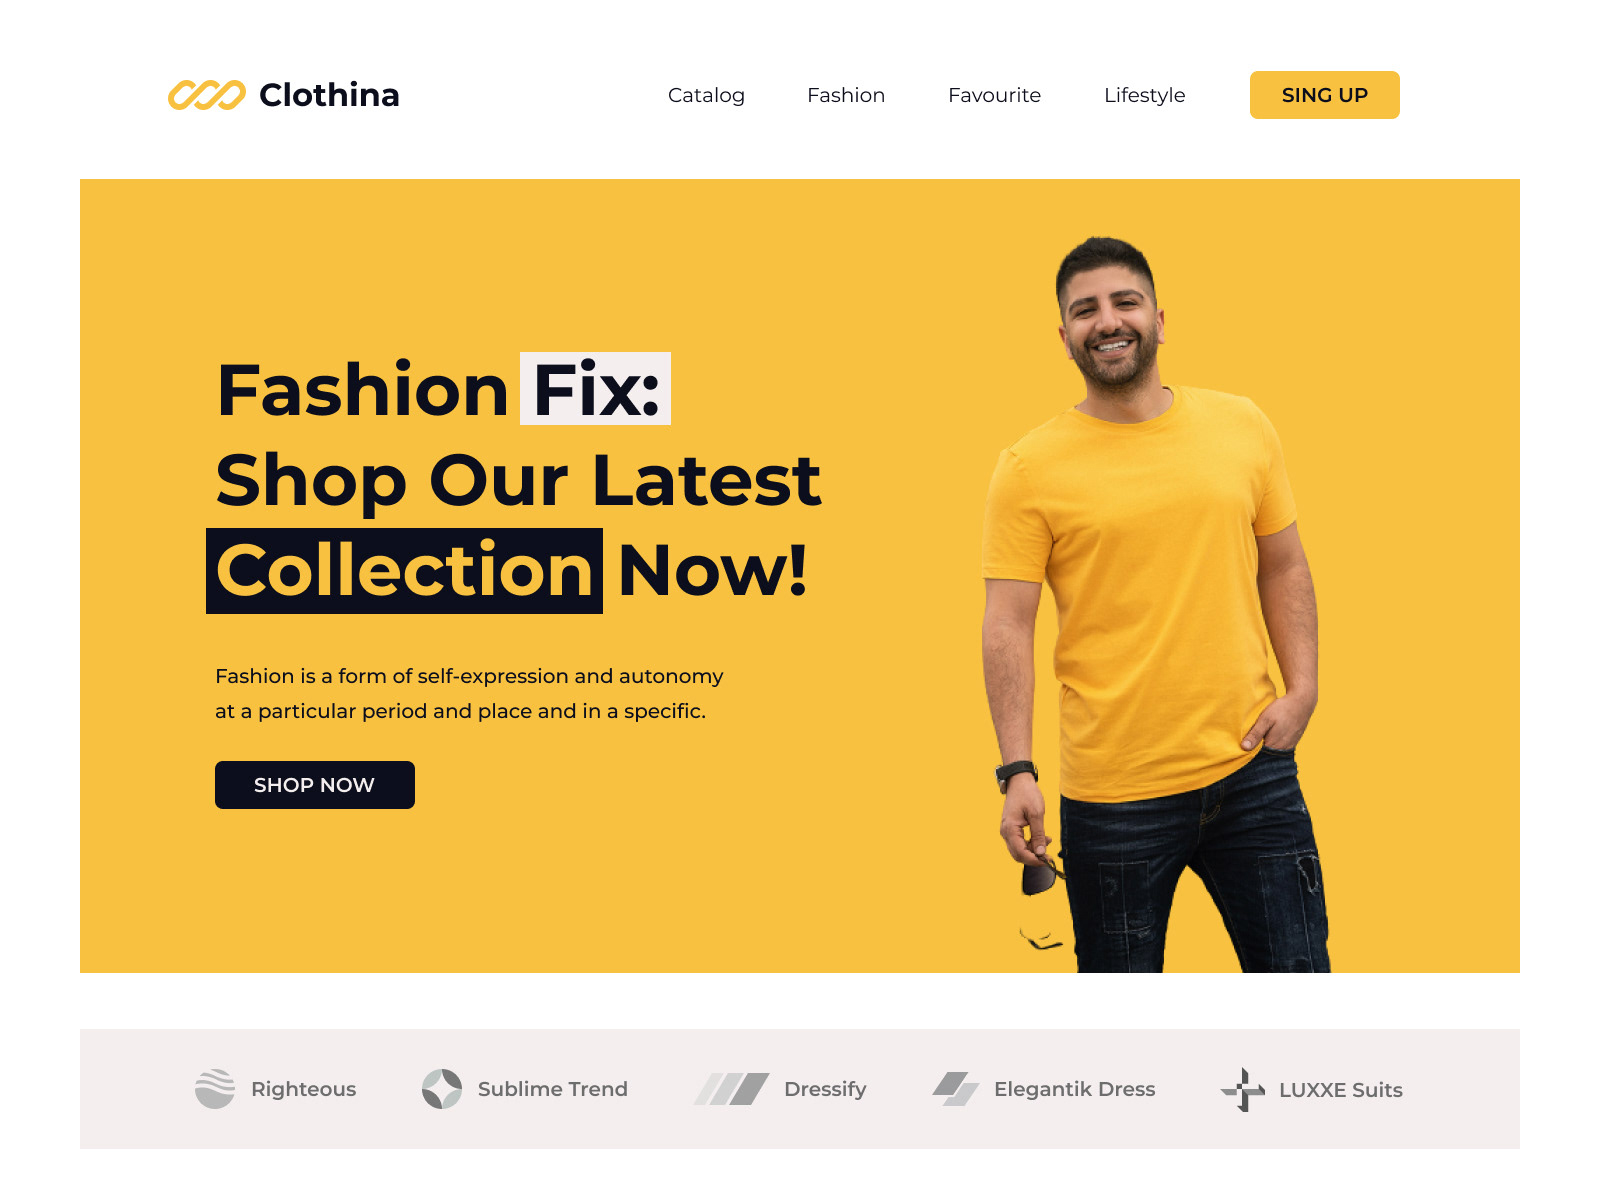 Clothina
Catalog
Fashion
Favourite
Lifestyle
SING UP
Fashion Fix:
Shop Our Latest
Collection Now!
Fashion is a form of self-expression and autonomy
at a particular period and place and in a specific.
SHOP NOW
Righteous
Sublime Trend
Dressify
Elegantik Dress
LUXXE Suits